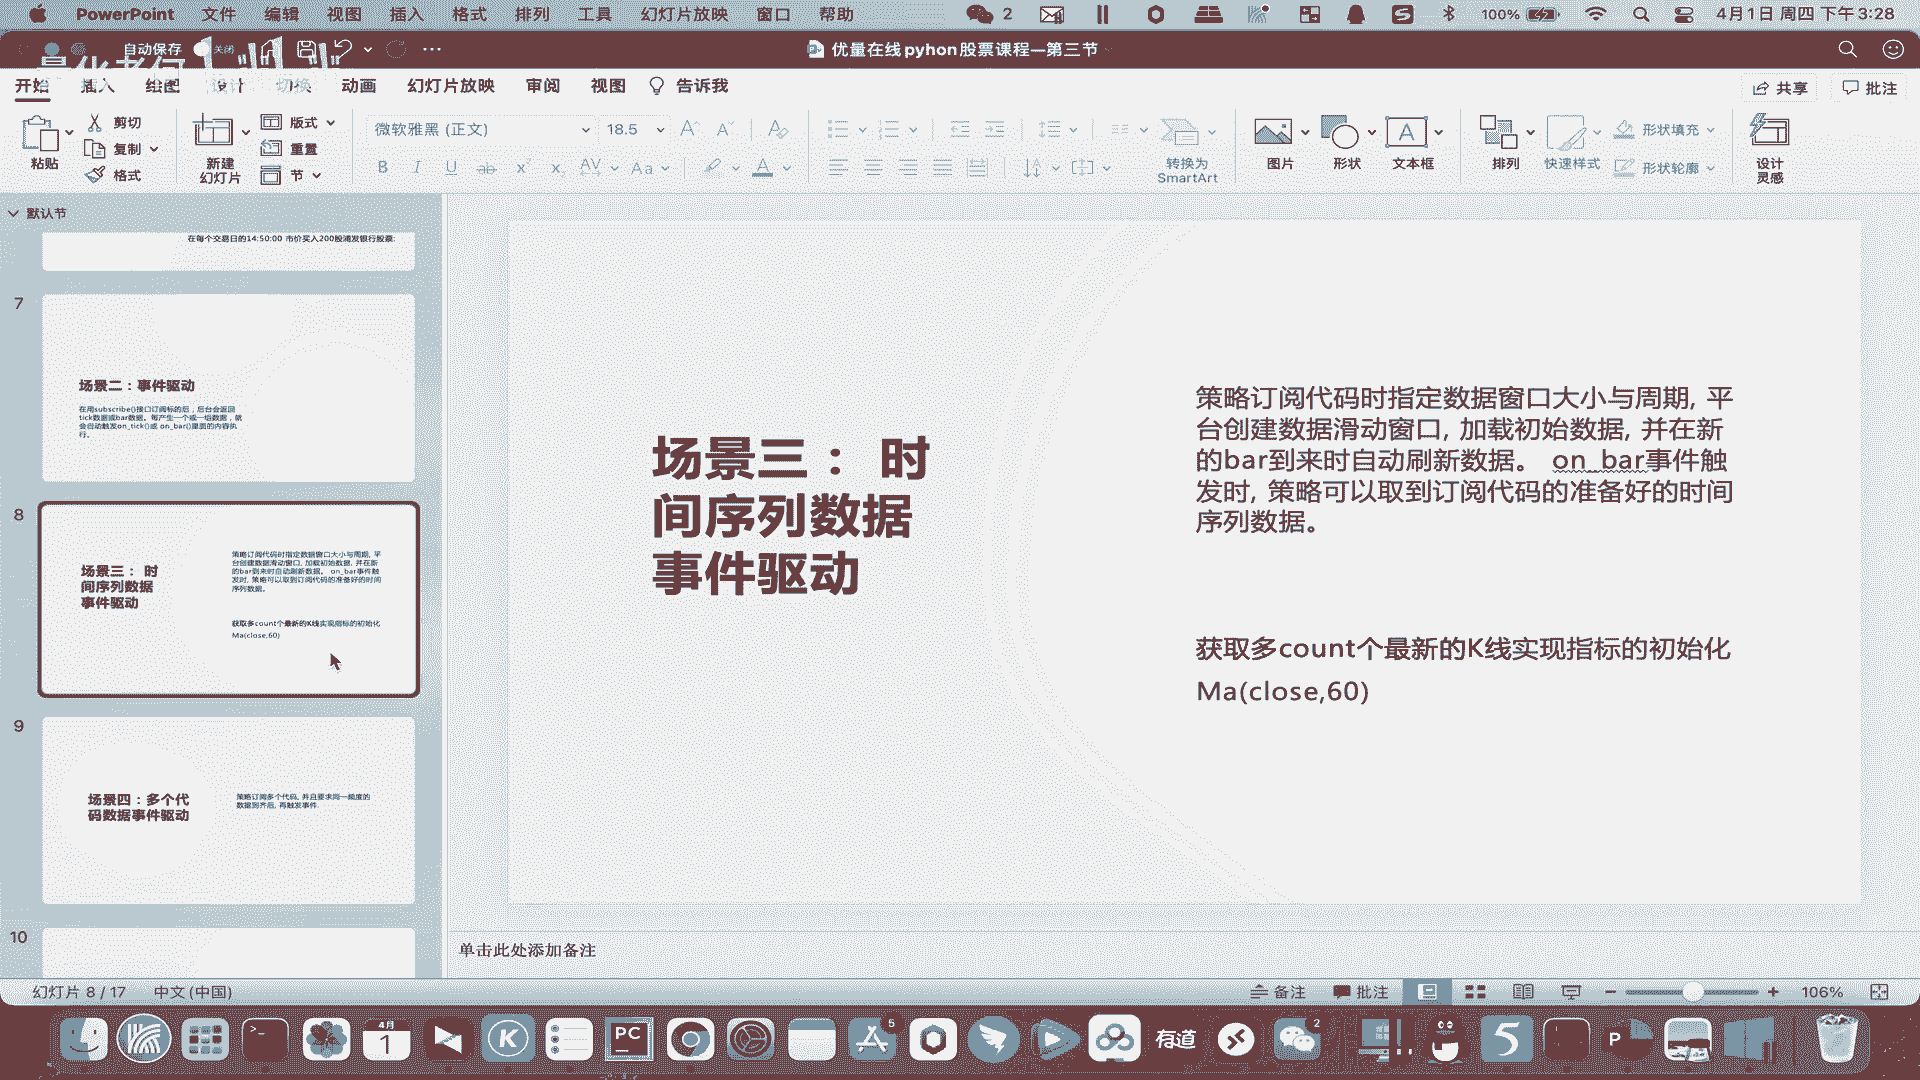 PowerPoint 文件 编辑 视图 插入 格式 排列 工具 幻灯片放映 窗口 帮助 2 100% 4月1日 周四 下午3:28
自动保存 关闭 优量在线pyhon股票课程—第三节
开始 插入 绘图 设计 切换 动画 幻灯片放映 审阅 视图 告诉我 共享 批注
粘贴 剪切 复制 格式
新建
幻灯片
版式 重置 节
微软雅黑 (正文) 18.5
转换为
SmartArt
图片 形状 文本框 排列 快速样式 形状填充 形状轮廓
设计
灵感
默认节
在每个交易日的14:50:00 市价买入200股浦发银行股票:
7
场景二：事件驱动
在用subscribe()接口订阅标的后，后台会返回
tick数据或bar数据。每产生一个或一组数据，就
会自动触发on_tick()或 on_bar()里面的内容执
行。
8
场景三： 时
间序列数据
事件驱动
策略订阅代码时指定数据窗口大小与周期, 平
台创建数据滑动窗口, 加载初始数据, 并在新
的bar到来时自动刷新数据。 on_bar事件触
发时, 策略可以取到订阅代码的准备好的时间
序列数据。
获取多count个最新的K线实现指标的初始化
Ma(close,60)
9
场景四：多个代
码数据事件驱动
策略订阅多个代码, 并且要求同一频度的
数据到齐后, 再触发事件.
10
场景三： 时
间序列数据
事件驱动
策略订阅代码时指定数据窗口大小与周期, 平
台创建数据滑动窗口, 加载初始数据, 并在新
的bar到来时自动刷新数据。 on_bar事件触
发时, 策略可以取到订阅代码的准备好的时间
序列数据。
获取多count个最新的K线实现指标的初始化
Ma(close,60)
单击此处添加备注
幻灯片 8 / 17 中文 (中国) 备注 批注 106%
4月
1
PC
5
有道
2